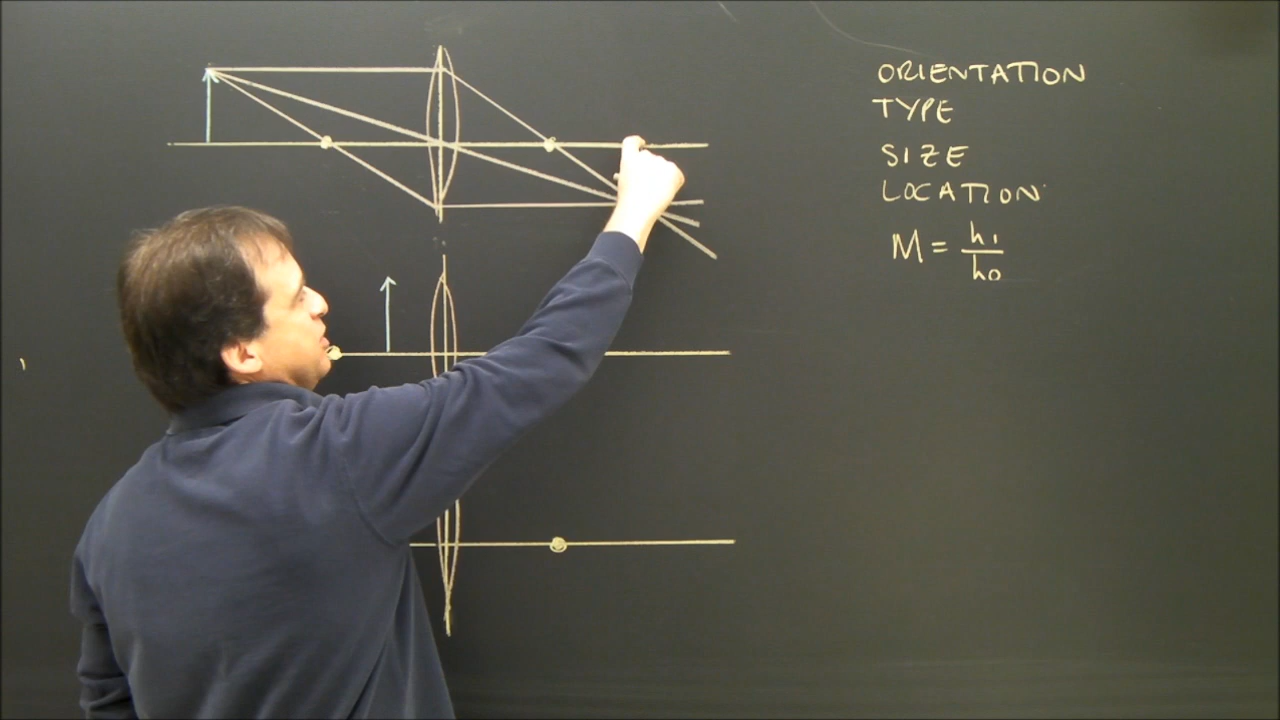 ORIENTATION
TYPE
SIZE
LOCATION
M = hi/ho